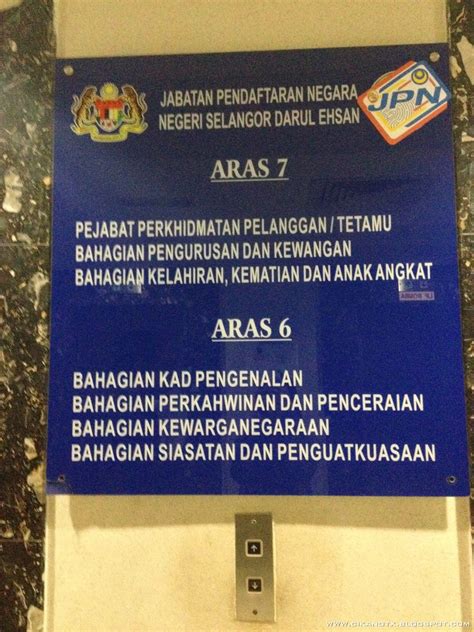 JABATAN PENDAFTARAN NEGARA
NEGERI SELANGOR DARUL EHSAN
JPN
ARAS 7
PEJABAT PERKHIDMATAN PELANGGAN / TETAMU
BAHAGIAN PENGURUSAN DAN KEWANGAN
BAHAGIAN KELAHIRAN, KEMATIAN DAN ANAK ANGKAT
ARAS 6
BAHAGIAN KAD PENGENALAN
BAHAGIAN PERKAHWINAN DAN PENCERAIAN
BAHAGIAN KEWARGANEGARAAN
BAHAGIAN SIASATAN DAN PENGUATKUASAAN